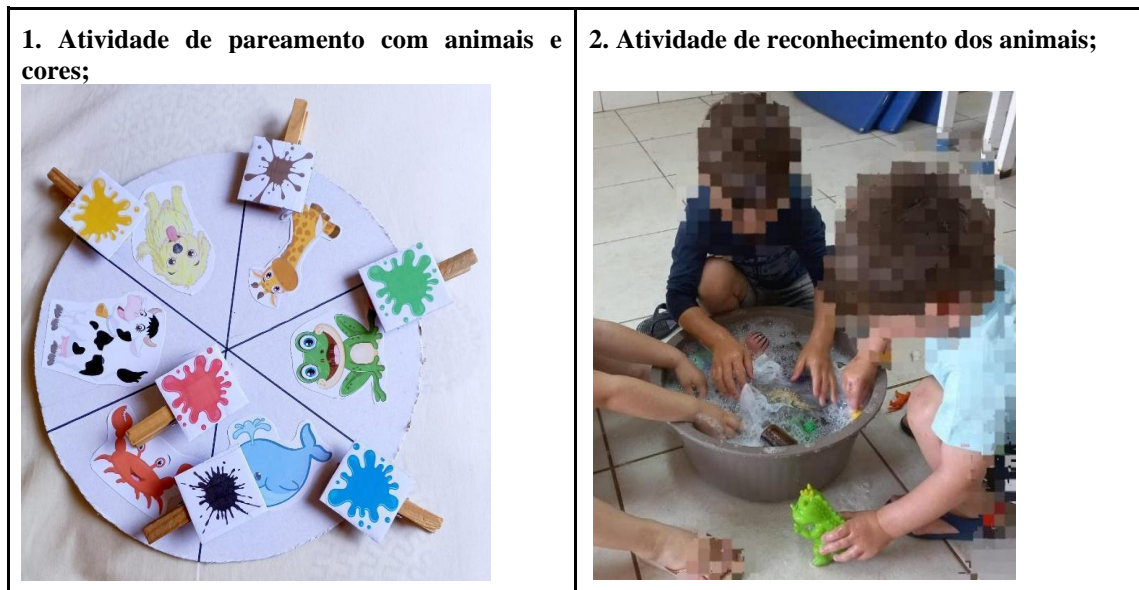 1. Atividade de pareamento com animais e
cores;
2. Atividade de reconhecimento dos animais;